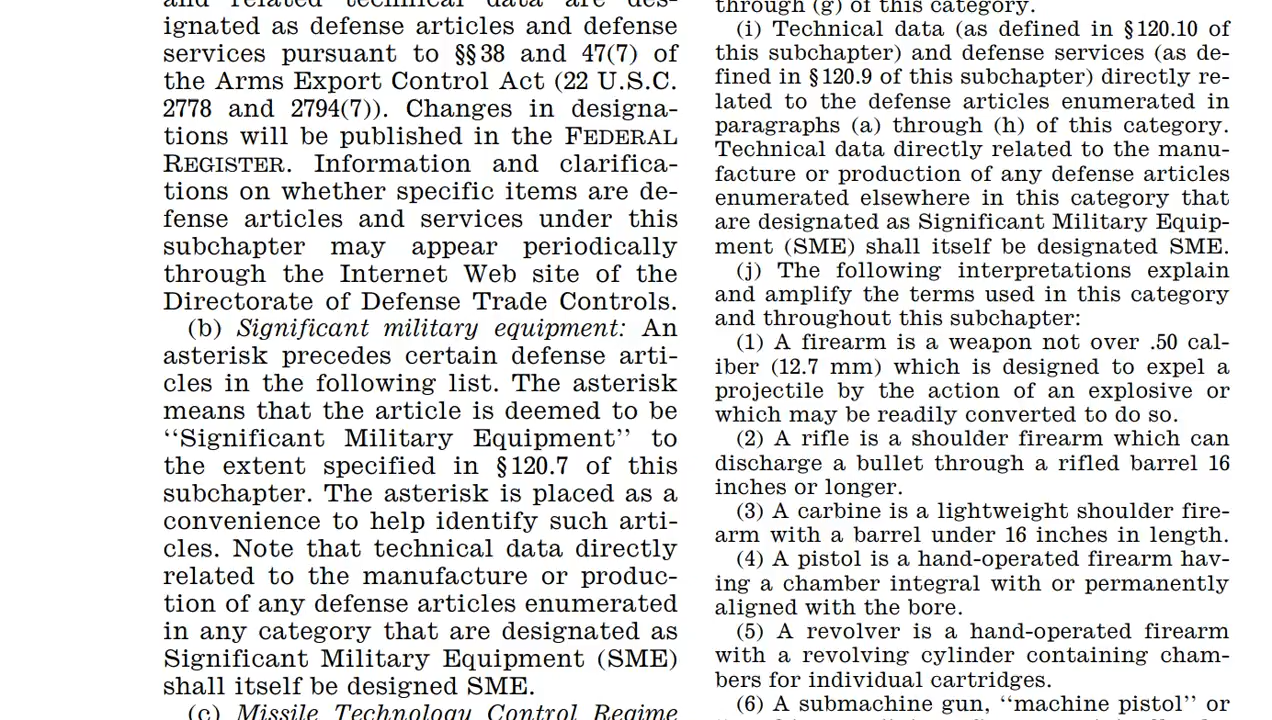 and related technical data are des-
ignated as defense articles and defense
services pursuant to §§38 and 47(7) of
the Arms Export Control Act (22 U.S.C.
2778 and 2794(7)). Changes in designa-
tions will be published in the FEDERAL
REGISTER. Information and clarifica-
tions on whether specific items are de-
fense articles and services under this
subchapter may appear periodically
through the Internet Web site of the
Directorate of Defense Trade Controls.
(b) Significant military equipment: An
asterisk precedes certain defense arti-
cles in the following list. The asterisk
means that the article is deemed to be
‘‘Significant Military Equipment’’ to
the extent specified in §120.7 of this
subchapter. The asterisk is placed as a
convenience to help identify such arti-
cles. Note that technical data directly
related to the manufacture or produc-
tion of any defense articles enumerated
in any category that are designated as
Significant Military Equipment (SME)
shall itself be designed SME.
(c) Missile Technology Control Regime
through (g) of this category.
(i) Technical data (as defined in §120.10 of
this subchapter) and defense services (as de-
fined in §120.9 of this subchapter) directly re-
lated to the defense articles enumerated in
paragraphs (a) through (h) of this category.
Technical data directly related to the manu-
facture or production of any defense articles
enumerated elsewhere in this category that
are designated as Significant Military Equip-
ment (SME) shall itself be designated SME.
(j) The following interpretations explain
and amplify the terms used in this category
and throughout this subchapter:
(1) A firearm is a weapon not over .50 cal-
iber (12.7 mm) which is designed to expel a
projectile by the action of an explosive or
which may be readily converted to do so.
(2) A rifle is a shoulder firearm which can
discharge a bullet through a rifled barrel 16
inches or longer.
(3) A carbine is a lightweight shoulder fire-
arm with a barrel under 16 inches in length.
(4) A pistol is a hand-operated firearm hav-
ing a chamber integral with or permanently
aligned with the bore.
(5) A revolver is a hand-operated firearm
with a revolving cylinder containing cham-
bers for individual cartridges.
(6) A submachine gun, ‘‘machine pistol’’ or